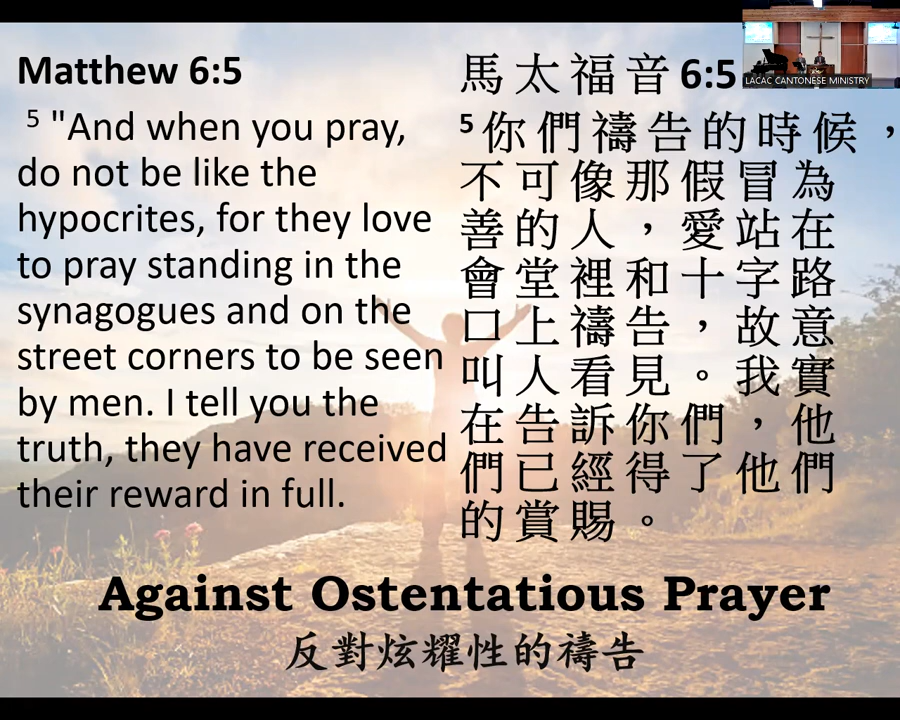 Matthew 6:5
5 "And when you pray,
do not be like the
hypocrites, for they love
to pray standing in the
synagogues and on the
street corners to be seen
by men. I tell you the
truth, they have received
their reward in full.
馬太福音 6:5
5 你們禱告的時候，
不可像那假冒為
善的人，愛站在
會堂裡和十字路
口上禱告，故意
叫人看見。我實
在告訴你們，他
們已經得了他們
的賞賜。
Against Ostentatious Prayer
反對炫耀性的禱告
LACAC CANTONESE MINISTRY